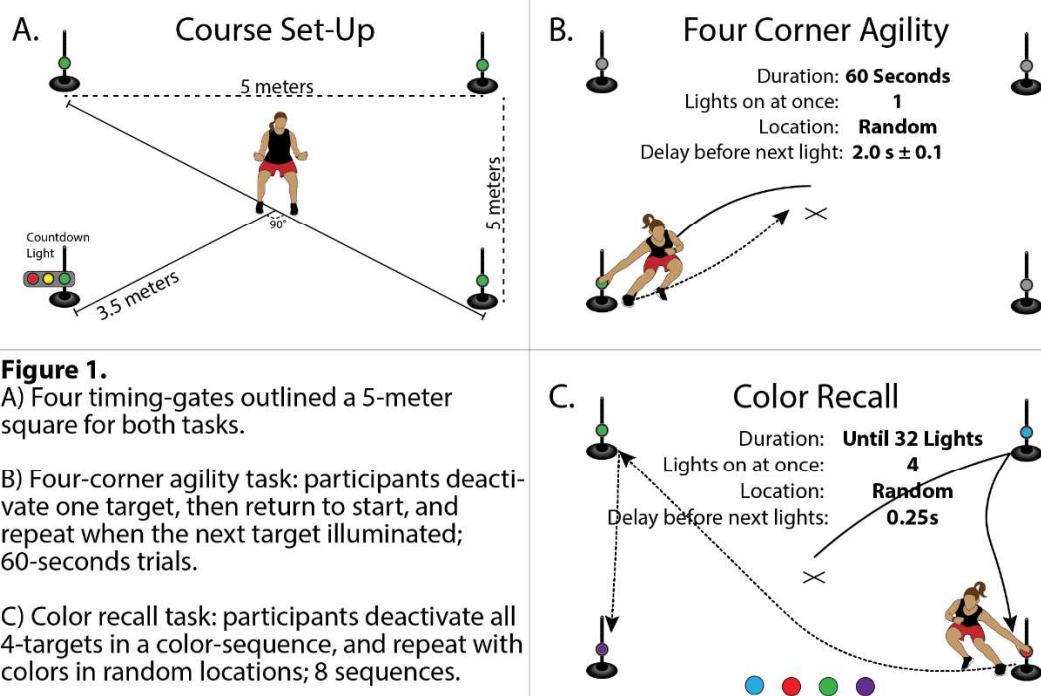 A.
Course Set-Up
5 meters
5 meters
90°
Countdown
Light
3.5 meters
B.
Four Corner Agility
Duration: 60 Seconds
Lights on at once: 1
Location: Random
Delay before next light: 2.0 s ± 0.1
Figure 1.
A) Four timing-gates outlined a 5-meter
square for both tasks.
B) Four-corner agility task: participants deacti-
vate one target, then return to start, and
repeat when the next target illuminated;
60-seconds trials.
C) Color recall task: participants deactivate all
4-targets in a color-sequence, and repeat with
colors in random locations; 8 sequences.
C.
Color Recall
Duration: Until 32 Lights
Lights on at once: 4
Location: Random
Delay before next lights: 0.25s